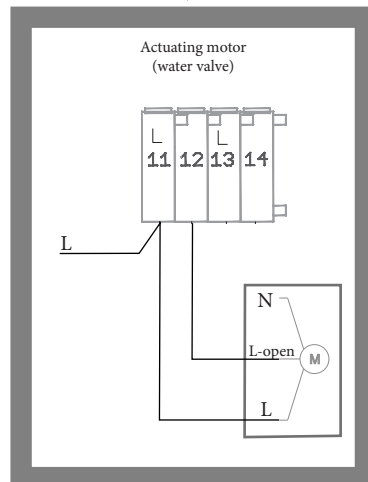 Actuating motor
(water valve)
L L
11 12 13 14
L
N
L-open M
L